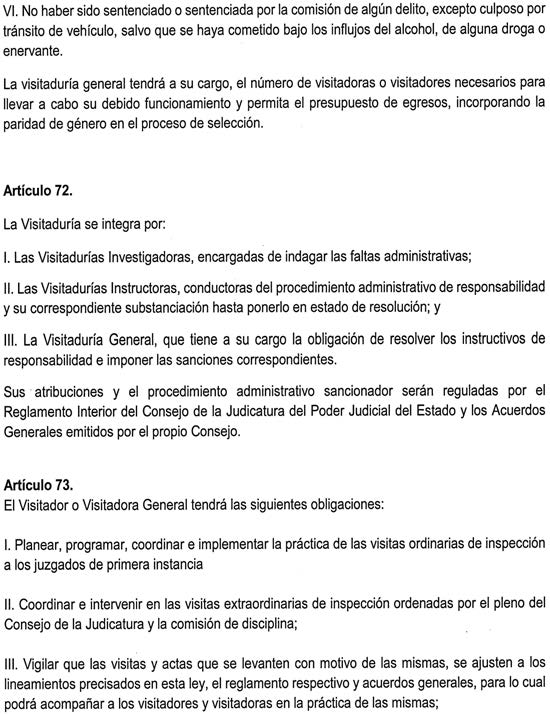 VI. No haber sido sentenciado o sentenciada por la comisión de algún delito, excepto culposo por
tránsito de vehículo, salvo que se haya cometido bajo los influjos del alcohol, de alguna droga o
enervante.
La visitaduría general tendrá a su cargo, el número de visitadoras o visitadores necesarios para
llevar a cabo su debido funcionamiento y permita el presupuesto de egresos, incorporando la
paridad de género en el proceso de selección.
Artículo 72.
La Visitaduría se integra por:
I. Las Visitadurías Investigadoras, encargadas de indagar las faltas administrativas;
II. Las Visitadurías Instructoras, conductoras del procedimiento administrativo de responsabilidad
y su correspondiente substanciación hasta ponerlo en estado de resolución; y
III. La Visitaduría General, que tiene a su cargo la obligación de resolver los instructivos de
responsabilidad e imponer las sanciones correspondientes.
Sus atribuciones y el procedimiento administrativo sancionador serán reguladas por el
Reglamento Interior del Consejo de la Judicatura del Poder Judicial del Estado y los Acuerdos
Generales emitidos por el propio Consejo.
Artículo 73.
El Visitador o Visitadora General tendrá las siguientes obligaciones:
I. Planear, programar, coordinar e implementar la práctica de las visitas ordinarias de inspección
a los juzgados de primera instancia
II. Coordinar e intervenir en las visitas extraordinarias de inspección ordenadas por el pleno del
Consejo de la Judicatura y la comisión de disciplina;
III. Vigilar que las visitas y actas que se levanten con motivo de las mismas, se ajusten a los
lineamientos precisados en esta ley, el reglamento respectivo y acuerdos generales, para lo cual
podrá acompañar a los visitadores y visitadoras en la práctica de las mismas;